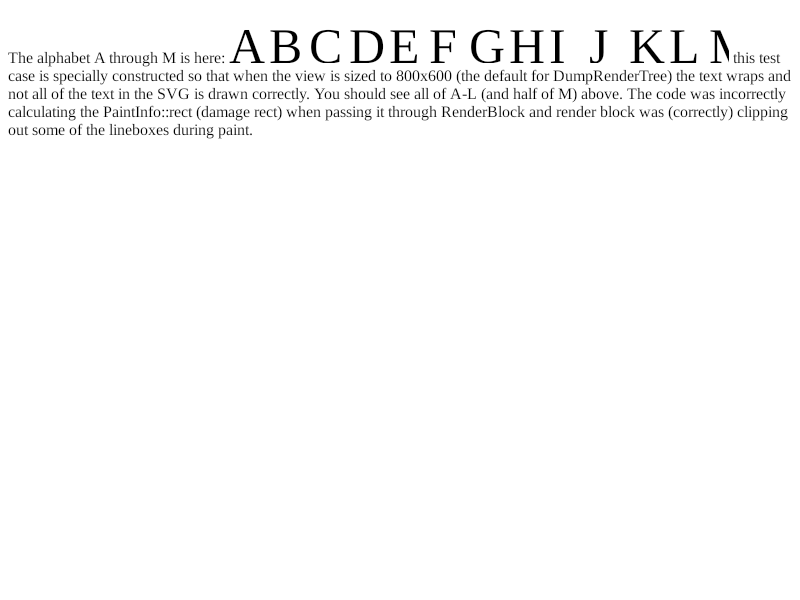 The alphabet A through M is here: A B C D E F G H I J K L M this test
case is specially constructed so that when the view is sized to 800x600 (the default for DumpRenderTree) the text wraps and
not all of the text in the SVG is drawn correctly. You should see all of A-L (and half of M) above. The code was incorrectly
calculating the PaintInfo::rect (damage rect) when passing it through RenderBlock and render block was (correctly) clipping
out some of the lineboxes during paint.